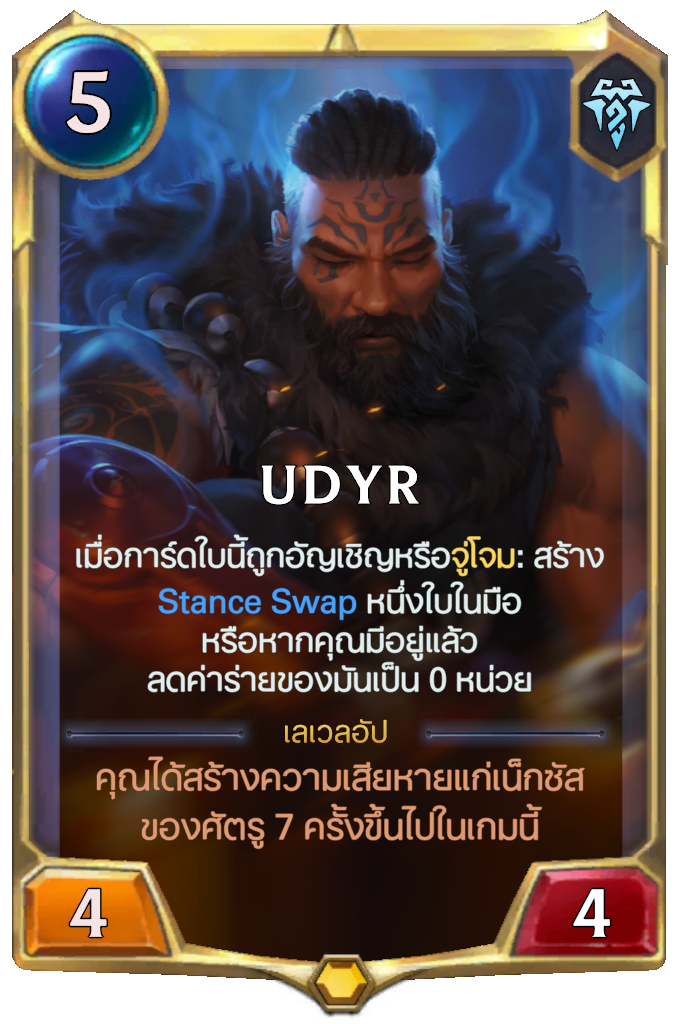 5
UDYR
เมื่อการ์ดใบนี้ถูกอัญเชิญหรือจู่โจม: สร้าง
Stance Swap หนึ่งใบในมือ
หรือหากคุณมีอยู่แล้ว
ลดค่าร่ายของมันเป็น 0 หน่วย
เลเวลอัป
คุณได้สร้างความเสียหายแก่เน็กซัส
ของศัตรู 7 ครั้งขึ้นไปในเกมนี้
4
4